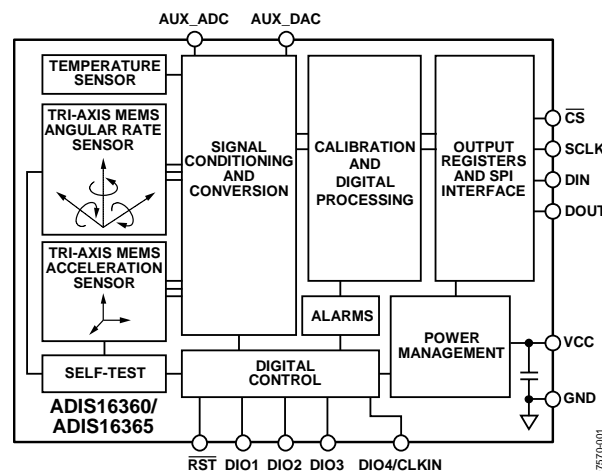 AUX_ADC AUX_DAC
TEMPERATURE
SENSOR
TRI-AXIS MEMS
ANGULAR RATE
SENSOR
TRI-AXIS MEMS
ACCELERATION
SENSOR
SELF-TEST
SIGNAL
CONDITIONING
AND
CONVERSION
CALIBRATION
AND
DIGITAL
PROCESSING
OUTPUT
REGISTERS
AND SPI
INTERFACE
CS
SCLK
DIN
DOUT
ALARMS
POWER
MANAGEMENT
DIGITAL
CONTROL
VCC
GND
ADIS16360/
ADIS16365
RST DIO1 DIO2 DIO3 DIO4/CLKIN
7570-001